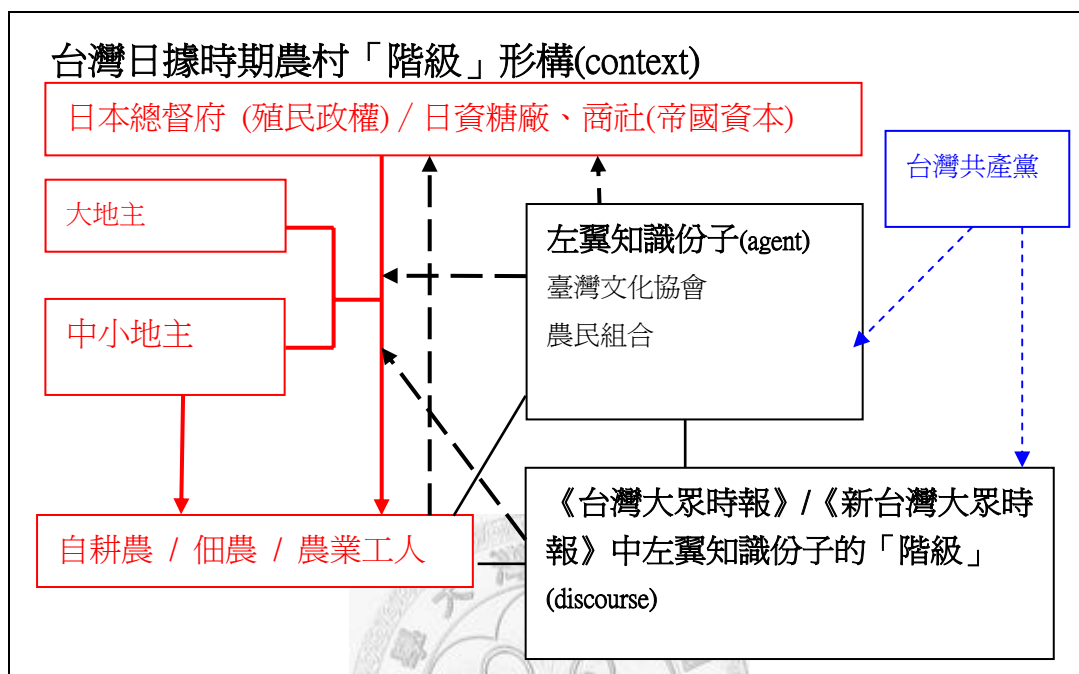 台灣日據時期農村「階級」形構(context)
日本總督府 (殖民政權) / 日資糖廠、商社(帝國資本)
台灣共產黨
大地主
左翼知識份子(agent)
臺灣文化協會
農民組合
中小地主
《台灣大眾時報》/《新台灣大眾時
報》中左翼知識份子的「階級」
(discourse)
自耕農 / 佃農 / 農業工人